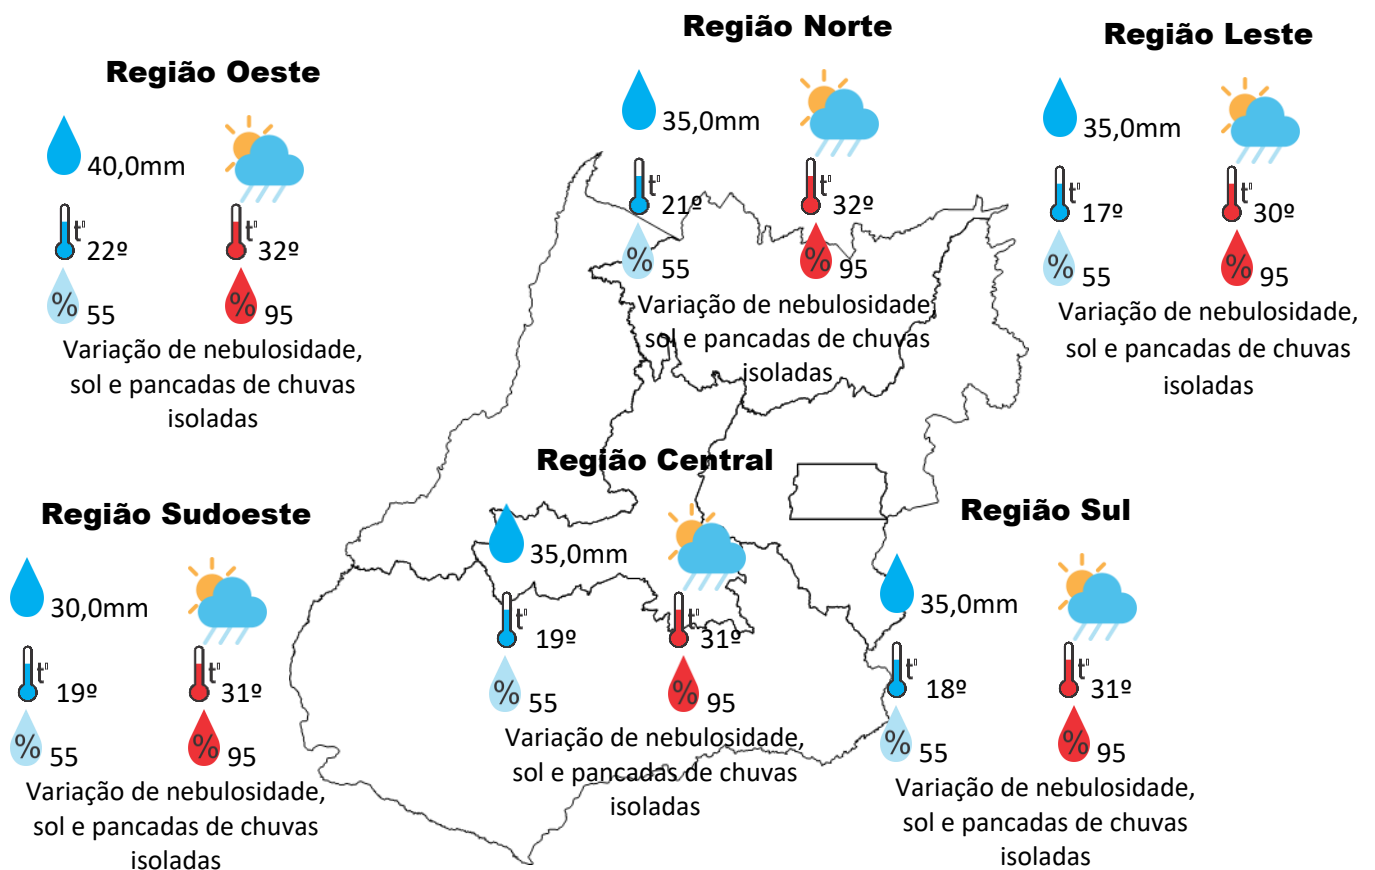 Região Norte
35,0mm
t° 21º
32º
% 55
% 95
Variação de nebulosidade,
sol e pancadas de chuvas
isoladas
Região Leste
35,0mm
t° 17º
t° 30º
% 55
% 95
Variação de nebulosidade,
sol e pancadas de chuvas
isoladas
Região Oeste
40,0mm
t° 22º
t° 32º
% 55
% 95
Variação de nebulosidade,
sol e pancadas de chuvas
isoladas
Região Central
35,0mm
t° 19º
t° 31º
% 55
% 95
Variação de nebulosidade,
sol e pancadas de chuvas
isoladas
Região Sudoeste
30,0mm
t° 19º
t° 31º
% 55
% 95
Variação de nebulosidade,
sol e pancadas de chuvas
isoladas
Região Sul
35,0mm
t° 18º
t° 31º
% 55
% 95
Variação de nebulosidade,
sol e pancadas de chuvas
isoladas